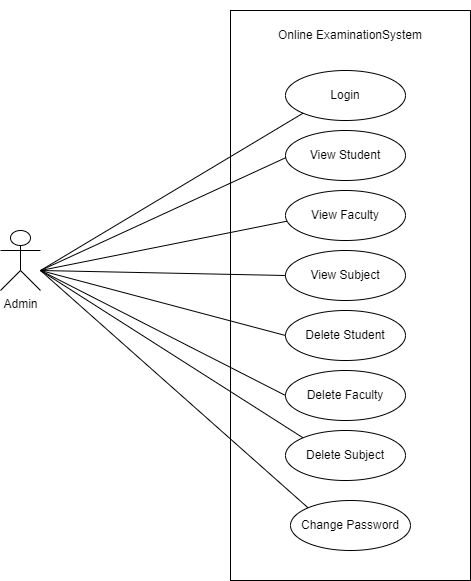 Online ExaminationSystem
Login
View Student
View Faculty
View Subject
Admin
Delete Student
Delete Faculty
Delete Subject
Change Password